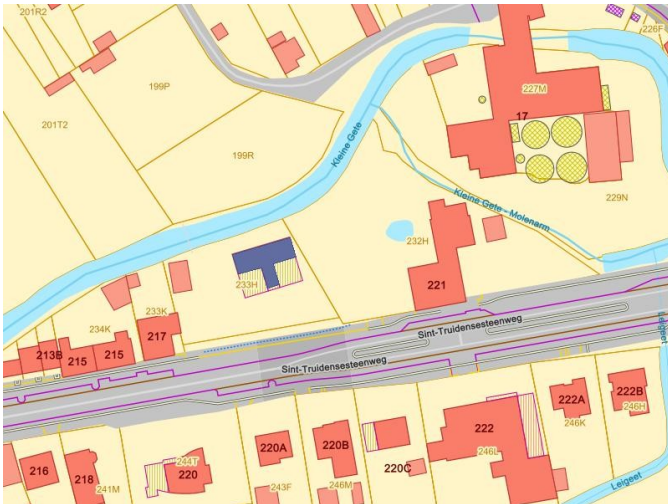 201R2
226F
199P
227M
17
201T2
199R
Kleine Gete
Kleine Gete - Molenarm
229N
232H
233H
221
233K
234K
217
213B
215
215
Sint-Truidensesteenweg
Sint-Truidensesteenweg
Leigeet
222B
222A
246H
246K
222
220A
220B
246L
244T
216
218
220
220C
241M
243F
246M
Leigeet